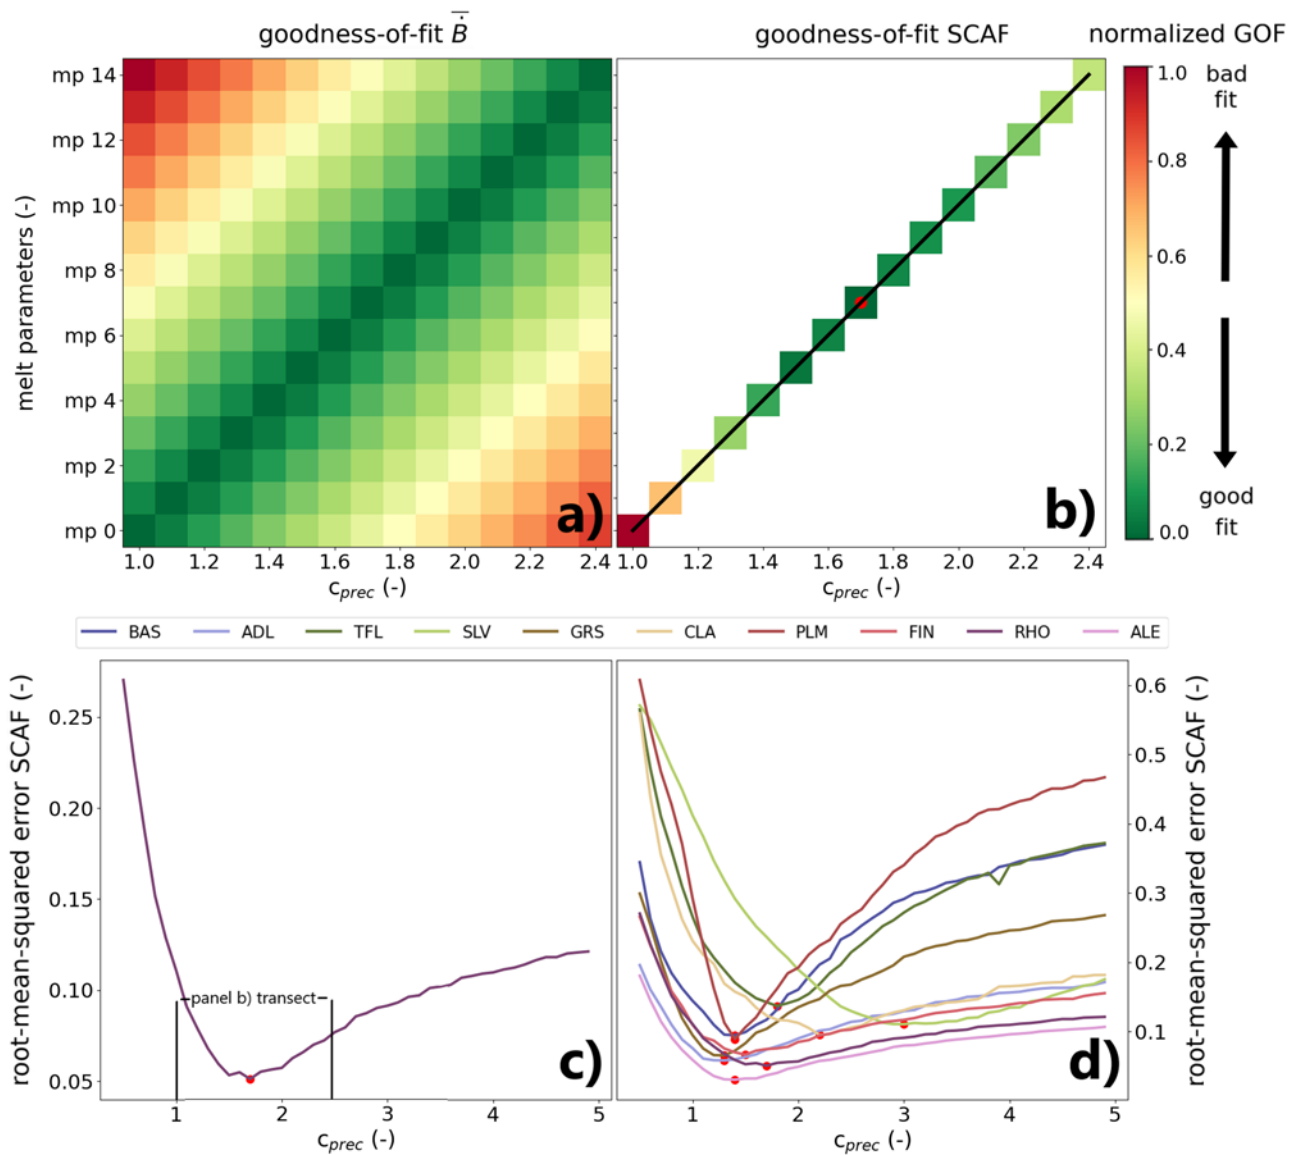 goodness-of-fit B̄̇
goodness-of-fit SCAF
normalized GOF
mp 14
mp 12
mp 10
mp 8
mp 6
mp 4
mp 2
mp 0
melt parameters (-)
1.0 1.2 1.4 1.6 1.8 2.0 2.2 2.4
c_prec (-)
a)
1.0 1.2 1.4 1.6 1.8 2.0 2.2 2.4
c_prec (-)
b)
1.0
0.8
0.6
0.4
0.2
0.0
bad
fit
good
fit
BAS ADL TFL SLV GRS CLA PLM FIN RHO ALE
root-mean-squared error SCAF (-)
0.25
0.20
0.15
0.10
0.05
panel b) transect
c)
1 2 3 4 5
c_prec (-)
d)
1 2 3 4 5
c_prec (-)
0.6
0.5
0.4
0.3
0.2
0.1
root-mean-squared error SCAF (-)